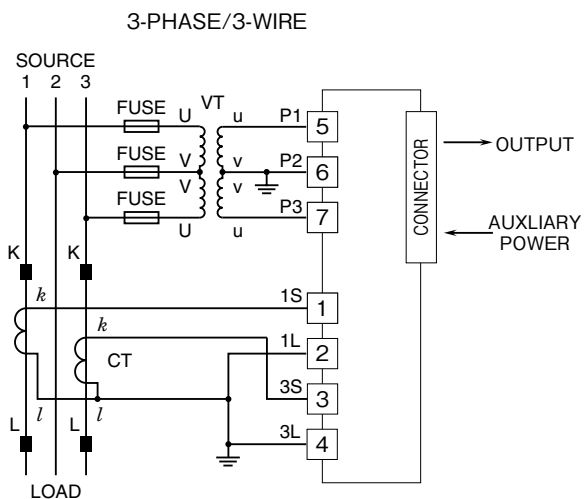 3-PHASE/3-WIRE
SOURCE
1 2 3
FUSE U VT u P1 5
FUSE V v P2 6
V v
FUSE U u P3 7
CONNECTOR
OUTPUT
AUXLIARY
POWER
K K
k 1S 1
k 1L 2
CT
3S 3
L l L l
3L 4
LOAD